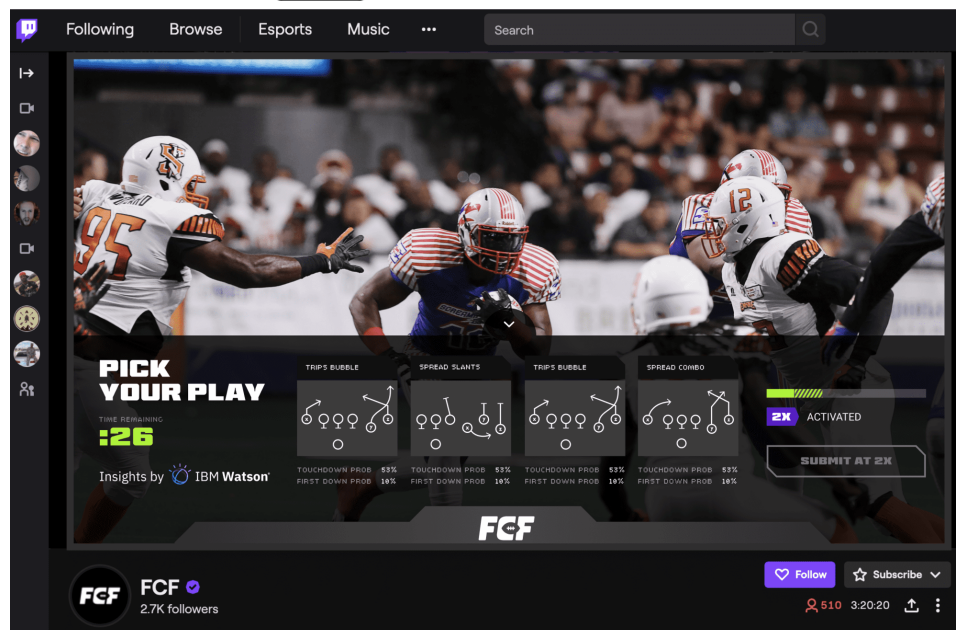 Following
Browse
Esports
Music
Search
95
12
PICK
YOUR PLAY
TIME REMAINING
:26
Insights by IBM Watson
TRIPS BUBBLE
TOUCHDOWN PROB 53%
FIRST DOWN PROB 10%
SPREAD SLANTS
TOUCHDOWN PROB 53%
FIRST DOWN PROB 10%
TRIPS BUBBLE
TOUCHDOWN PROB 53%
FIRST DOWN PROB 10%
SPREAD COMBO
TOUCHDOWN PROB 53%
FIRST DOWN PROB 10%
2X ACTIVATED
SUBMIT AT 2X
FCF
FCF
FCF
2.7K followers
Follow
Subscribe
510
3:20:20